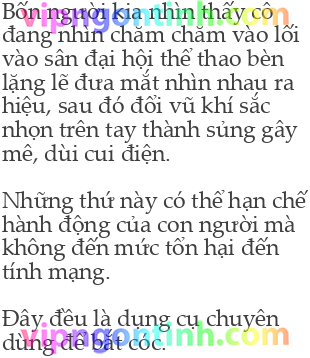 Bốn người kia nhìn thấy cô
đang nhìn chăm chăm vào lối
vào sân đại hội thể thao bèn
lặng lẽ đưa mắt nhìn nhau ra
hiệu, sau đó đổi vũ khí sắc
nhọn trên tay thành súng gây
mê, dùi cui điện.
Những thứ này có thể hạn chế
hành động của con người mà
không đến mức tổn hại đến
tính mạng.
vipngontinh.com
Đây đều là dụng cụ chuyên
dùng để bắt cóc.
vipngontinh.com